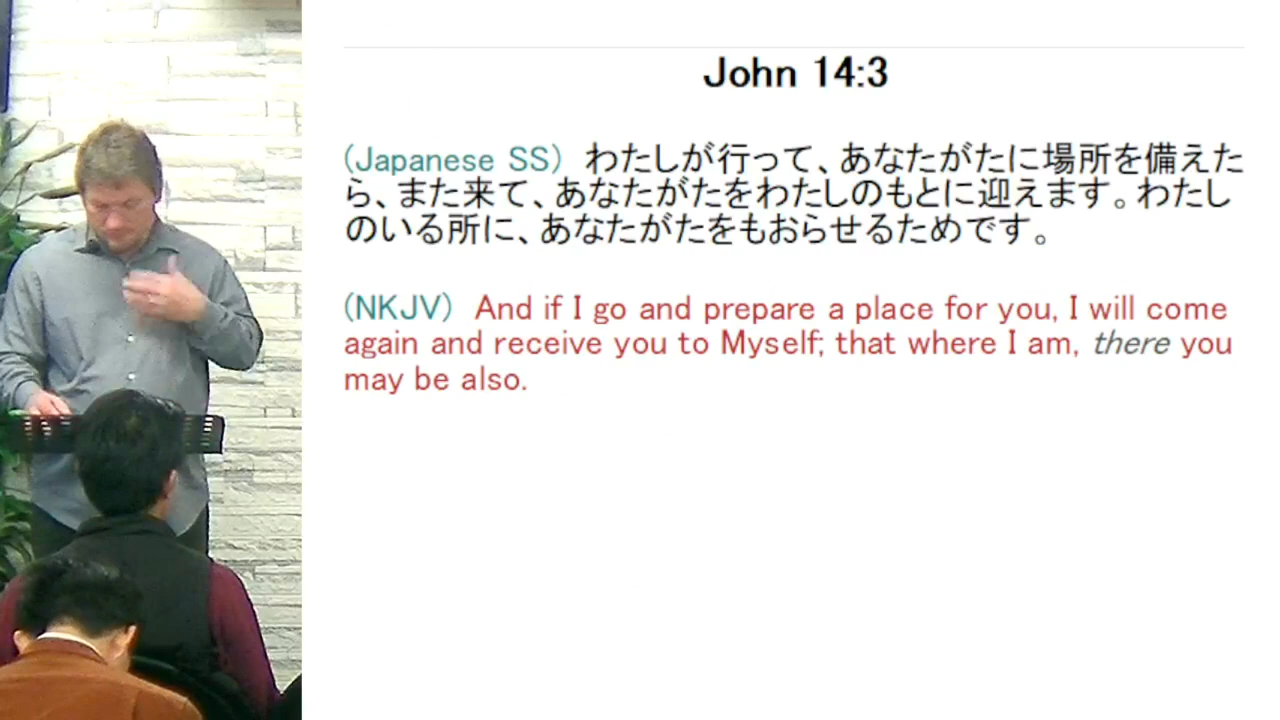 John 14:3
(Japanese SS) わたしが行って、あなたがたに場所を備えた
ら、また来て、あなたがたをわたしのもとに迎えます。わたし
のいる所に、あなたがたをもおらせるためです。
(NKJV) And if I go and prepare a place for you, I will come
again and receive you to Myself; that where I am, there you
may be also.